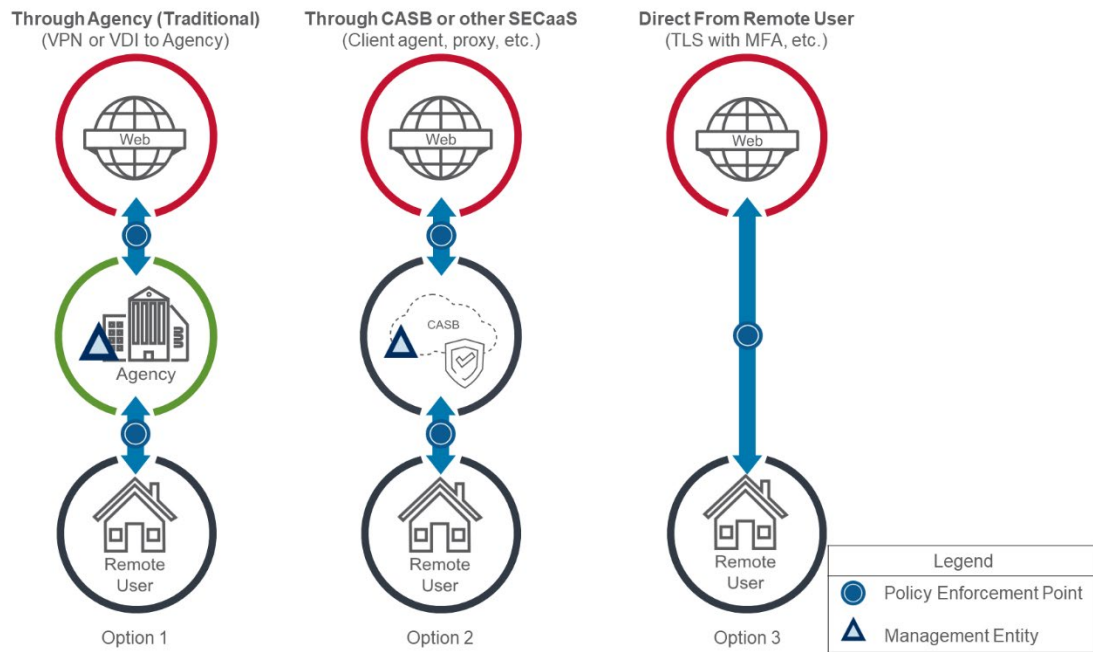 Through Agency (Traditional)
(VPN or VDI to Agency)
Through CASB or other SECaaS
(Client agent, proxy, etc.)
Direct From Remote User
(TLS with MFA, etc.)
Web
Web
Web
Agency
CASB
Remote
User
Remote
User
Remote
User
Option 1
Option 2
Option 3
Legend
Policy Enforcement Point
Management Entity